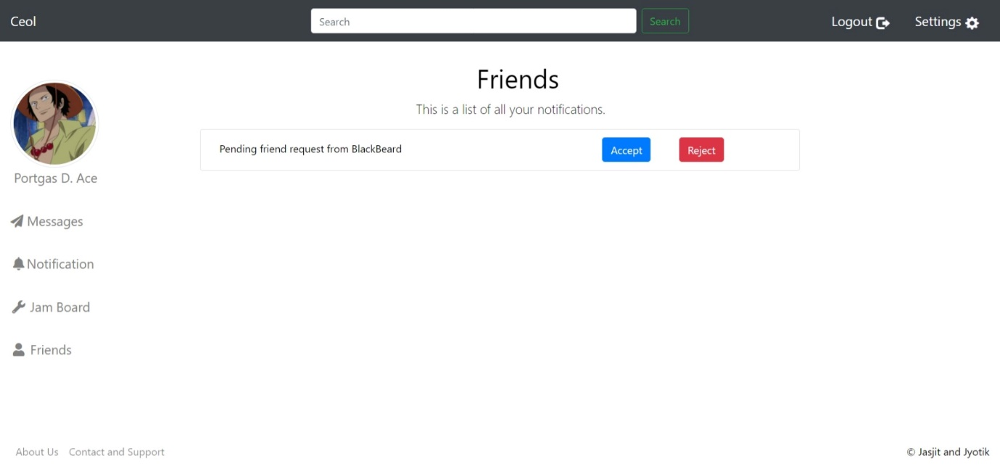 Ceol
Search
Search
Logout
Settings
Friends
This is a list of all your notifications.
Pending friend request from BlackBeard
Accept
Reject
Portgas D. Ace
Messages
Notification
Jam Board
Friends
About Us
Contact and Support
© Jasjit and Jyotik